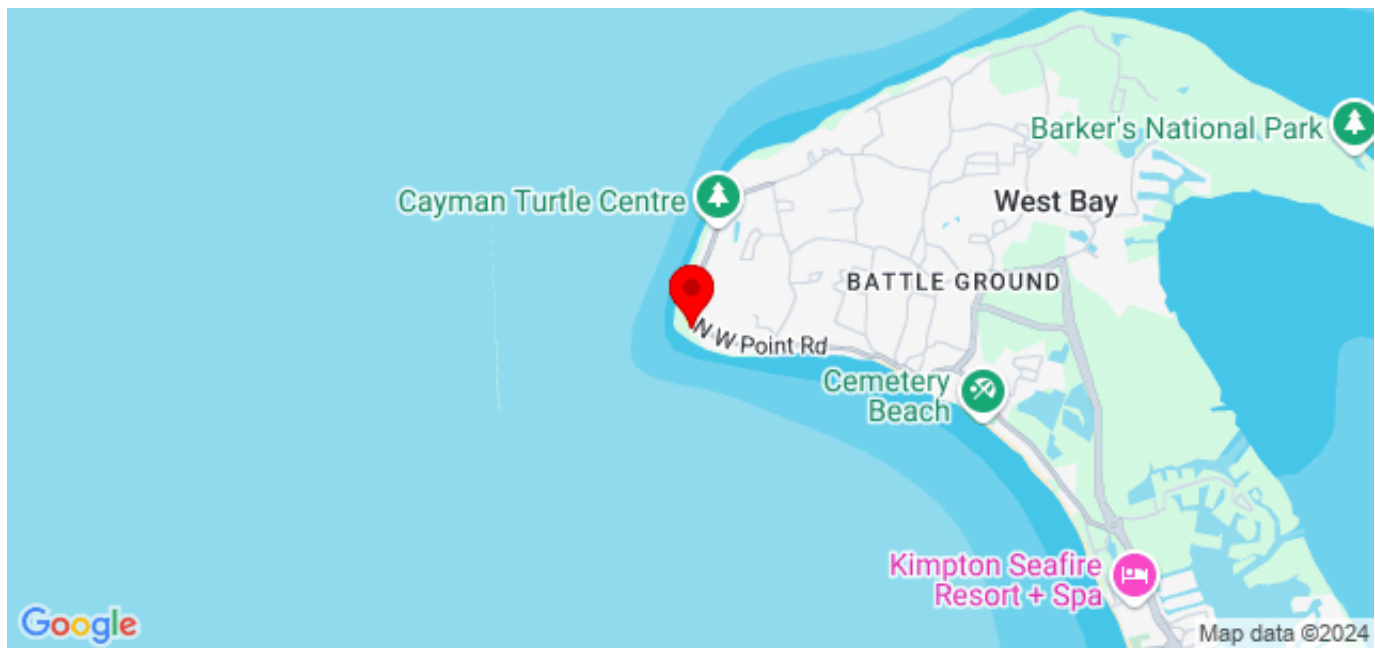 Barker's National Park
Cayman Turtle Centre
West Bay
BATTLE GROUND
N W Point Rd
Cemetery
Beach
Kimpton Seafire
Resort + Spa
Google
Map data ©2024